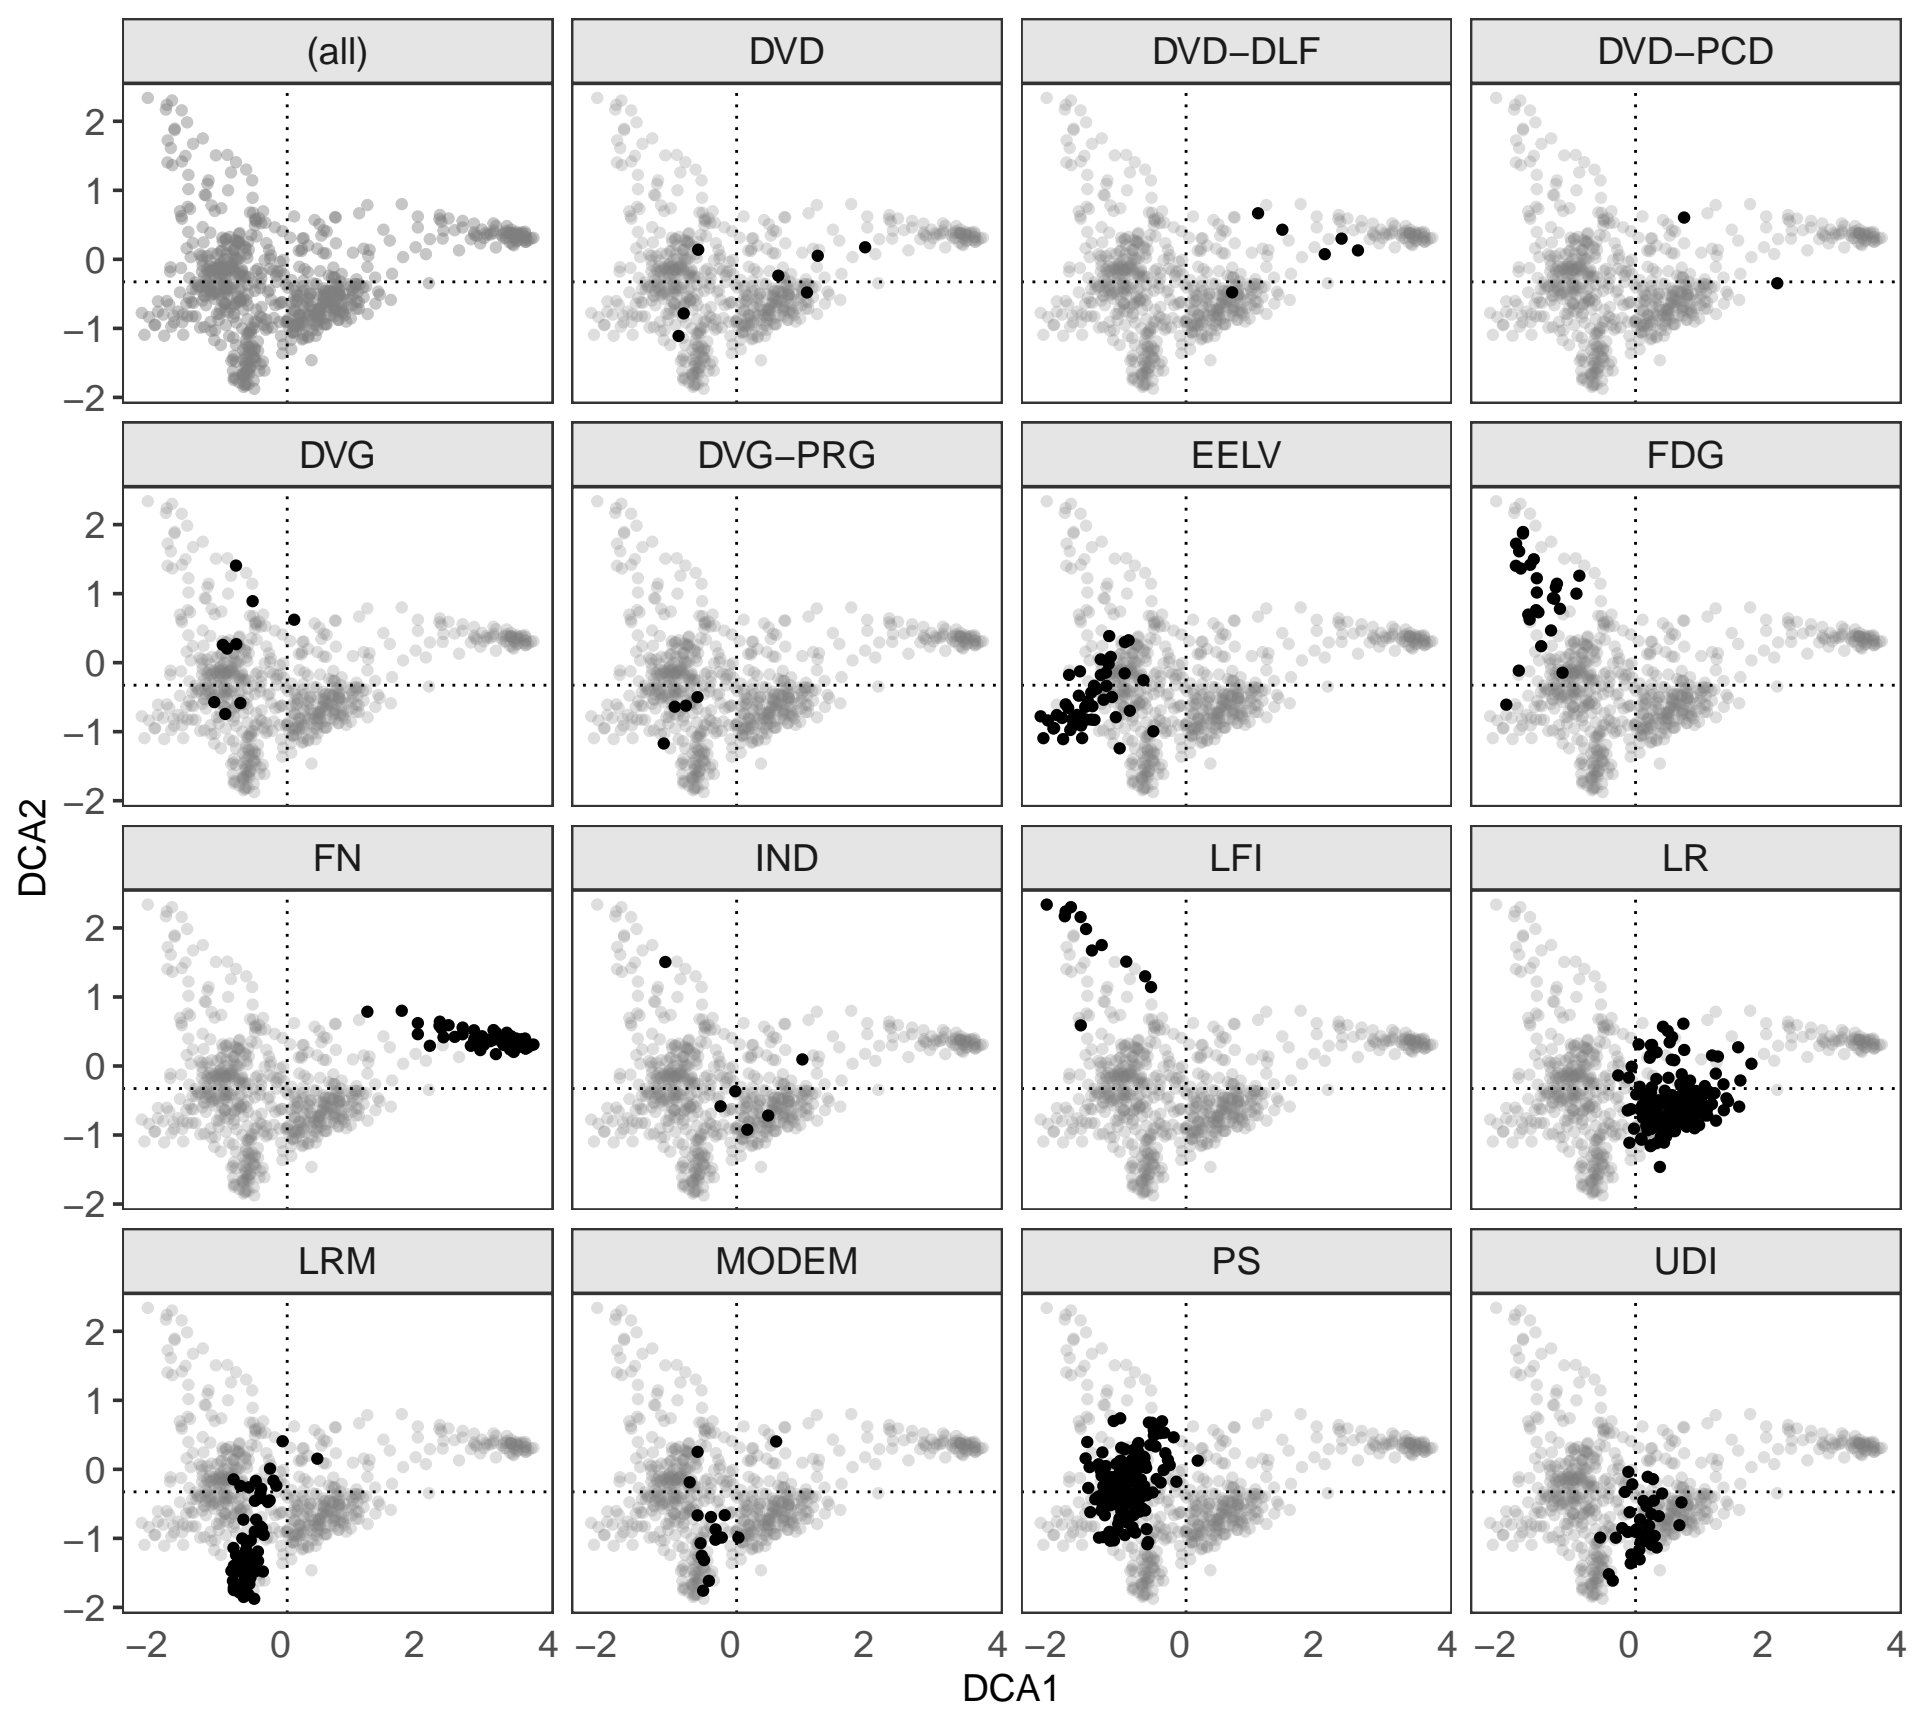 (all) DVD DVD−DLF DVD−PCD
2
1
0
−1
−2
DVG DVG−PRG EELV FDG
2
1
0
−1
−2
FN IND LFI LR
2
1
0
−1
−2
LRM MODEM PS UDI
2
1
0
−1
−2
−2 0 2 4 −2 0 2 4 −2 0 2 4 −2 0 2 4
DCA1
DCA2